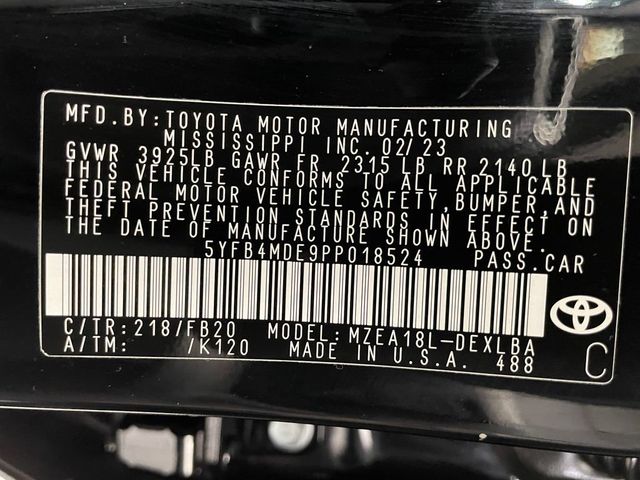 MFD.BY:TOYOTA MOTOR MANUFACTURING
MISSISSIPPI INC. 02/23
GVWR 3925LB GAWR FR 2315 LB RR 2140 LB
THIS VEHICLE CONFORMS TO ALL APPLICABLE
FEDERAL MOTOR VEHICLE SAFETY, BUMPER, AND
THEFT PREVENTION STANDARDS IN EFFECT ON
THE DATE OF MANUFACTURE SHOWN ABOVE.
5YFB4MDE9PP018524 PASS.CAR
C/TR:218/FB20 MODEL:MZEA18L-DEXLBA
A/TM: /K120 MADE IN U.S.A. 488
C